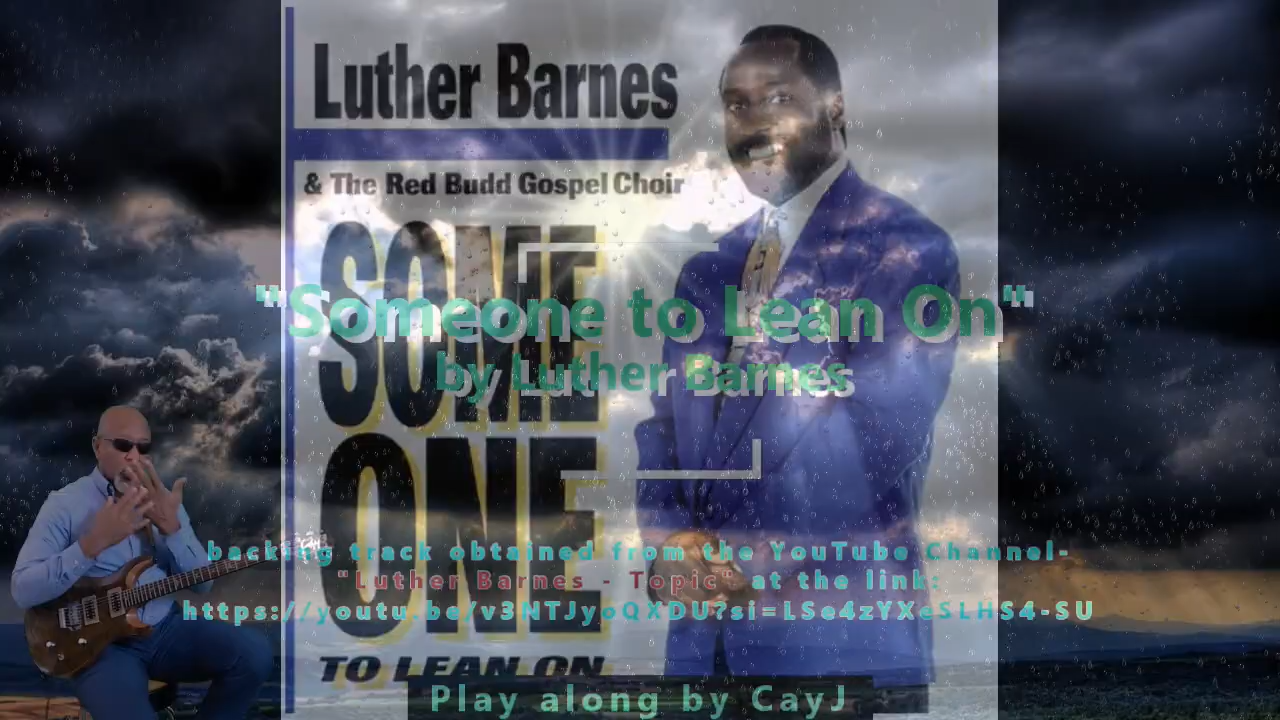 Luther Barnes
& The Red Budd Gospel Choir
SOME
"Someone to Lean On"
by Luther Barnes
ONE
backing track obtained from the YouTube Channel-
"Luther Barnes - Topic" at the link:
https://youtu.be/v3NTJyoQXDU?si=LSe4zYXeSLHS4-SU
TO LEAN ON
Play along by CayJ